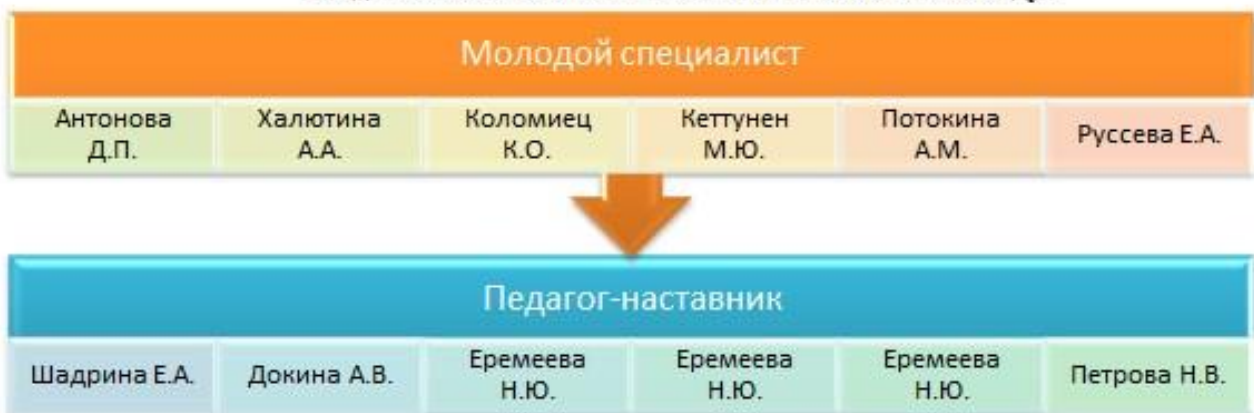 Молодой специалист
Антонова
Д.П.
Халютина
А.А.
Коломиец
К.О.
Кеттунен
М.Ю.
Потокина
А.М.
Руссева Е.А.
Педагог-наставник
Шадрина Е.А.
Докина А.В.
Еремеева
Н.Ю.
Еремеева
Н.Ю.
Еремеева
Н.Ю.
Петрова Н.В.